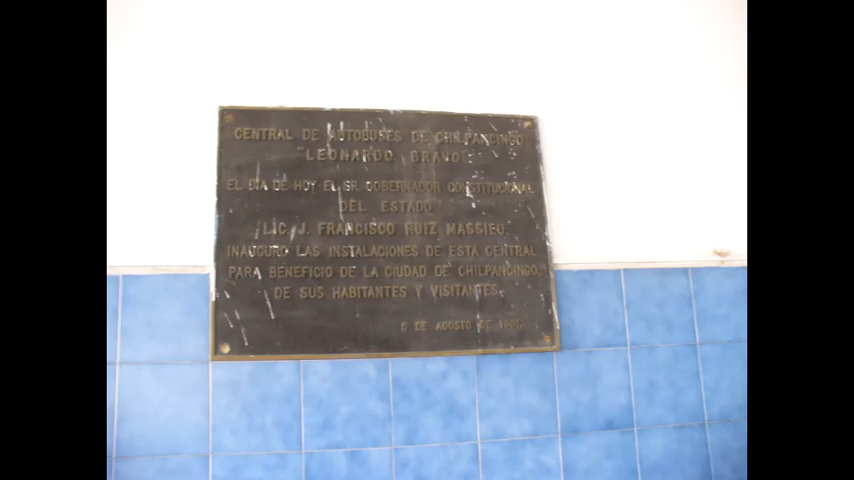 CENTRAL DE AUTOBUSES DE CHILPANCINGO
"LEONARDO BRAVO"
EL DIA DE HOY EL SR. GOBERNADOR CONSTITUCIONAL
DEL ESTADO
LIC. J. FRANCISCO RUIZ MASSIEU,
INAUGURO LAS INSTALACIONES DE ESTA CENTRAL
PARA BENEFICIO DE LA CIUDAD DE CHILPANCINGO,
DE SUS HABITANTES Y VISITANTES.
5 DE AGOSTO DE 1991.